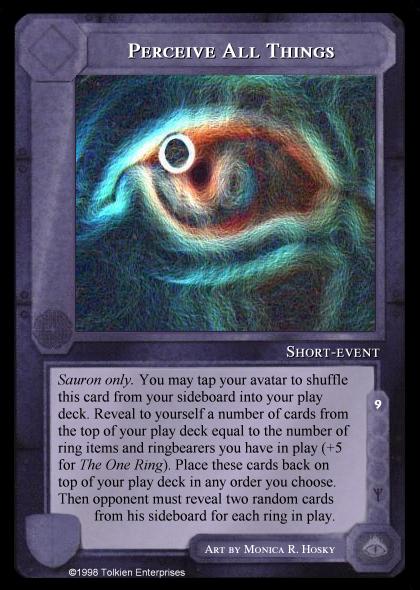 Perceive All Things
Short-event
Sauron only. You may tap your avatar to shuffle
this card from your sideboard into your play
deck. Reveal to yourself a number of cards from
the top of your play deck equal to the number of
ring items and ringbearers you have in play (+5
for The One Ring). Place these cards back on
top of your play deck in any order you choose.
Then opponent must reveal two random cards
from his sideboard for each ring in play.
9
Art by Monica R. Hosky
©1998 Tolkien Enterprises